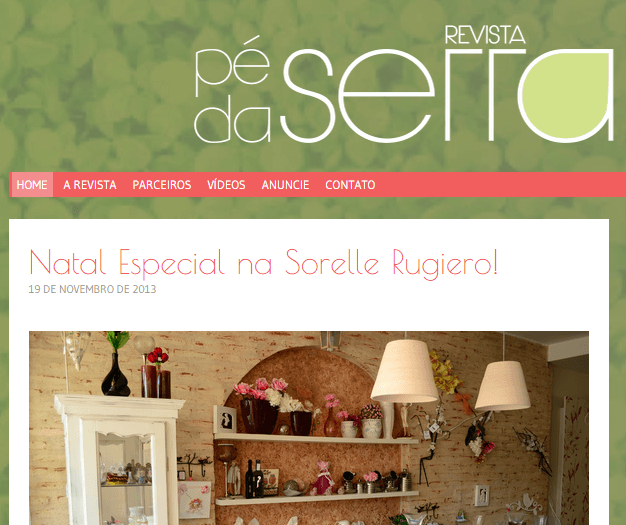 REVISTA
pé
da serra
HOME A REVISTA PARCEIROS VÍDEOS ANUNCIE CONTATO
Natal Especial na Sorelle Rugiero!
19 DE NOVEMBRO DE 2013